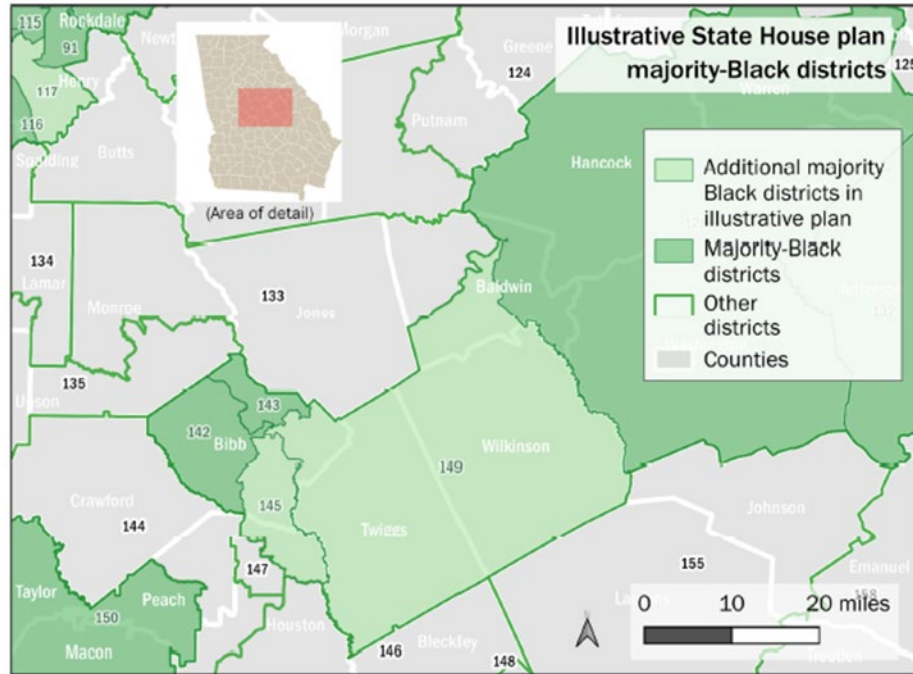 Illustrative State House plan
majority-Black districts
(Area of detail)
Additional majority
Black districts in
illustrative plan
Majority-Black
districts
Other
districts
Counties
0 10 20 miles
115
Rockdale
91
Morgan
Greene
124
125
Henry
117
116
Warren
Putnam
Hancock
Spalding
Butts
134
Lamar
Monroe
133
Jones
Baldwin
135
143
142
Bibb
Wilkinson
149
145
Crawford
144
Twiggs
Johnson
147
155
Emanuel
158
Taylor
Peach
150
Houston
Macon
146
Bleckley
148